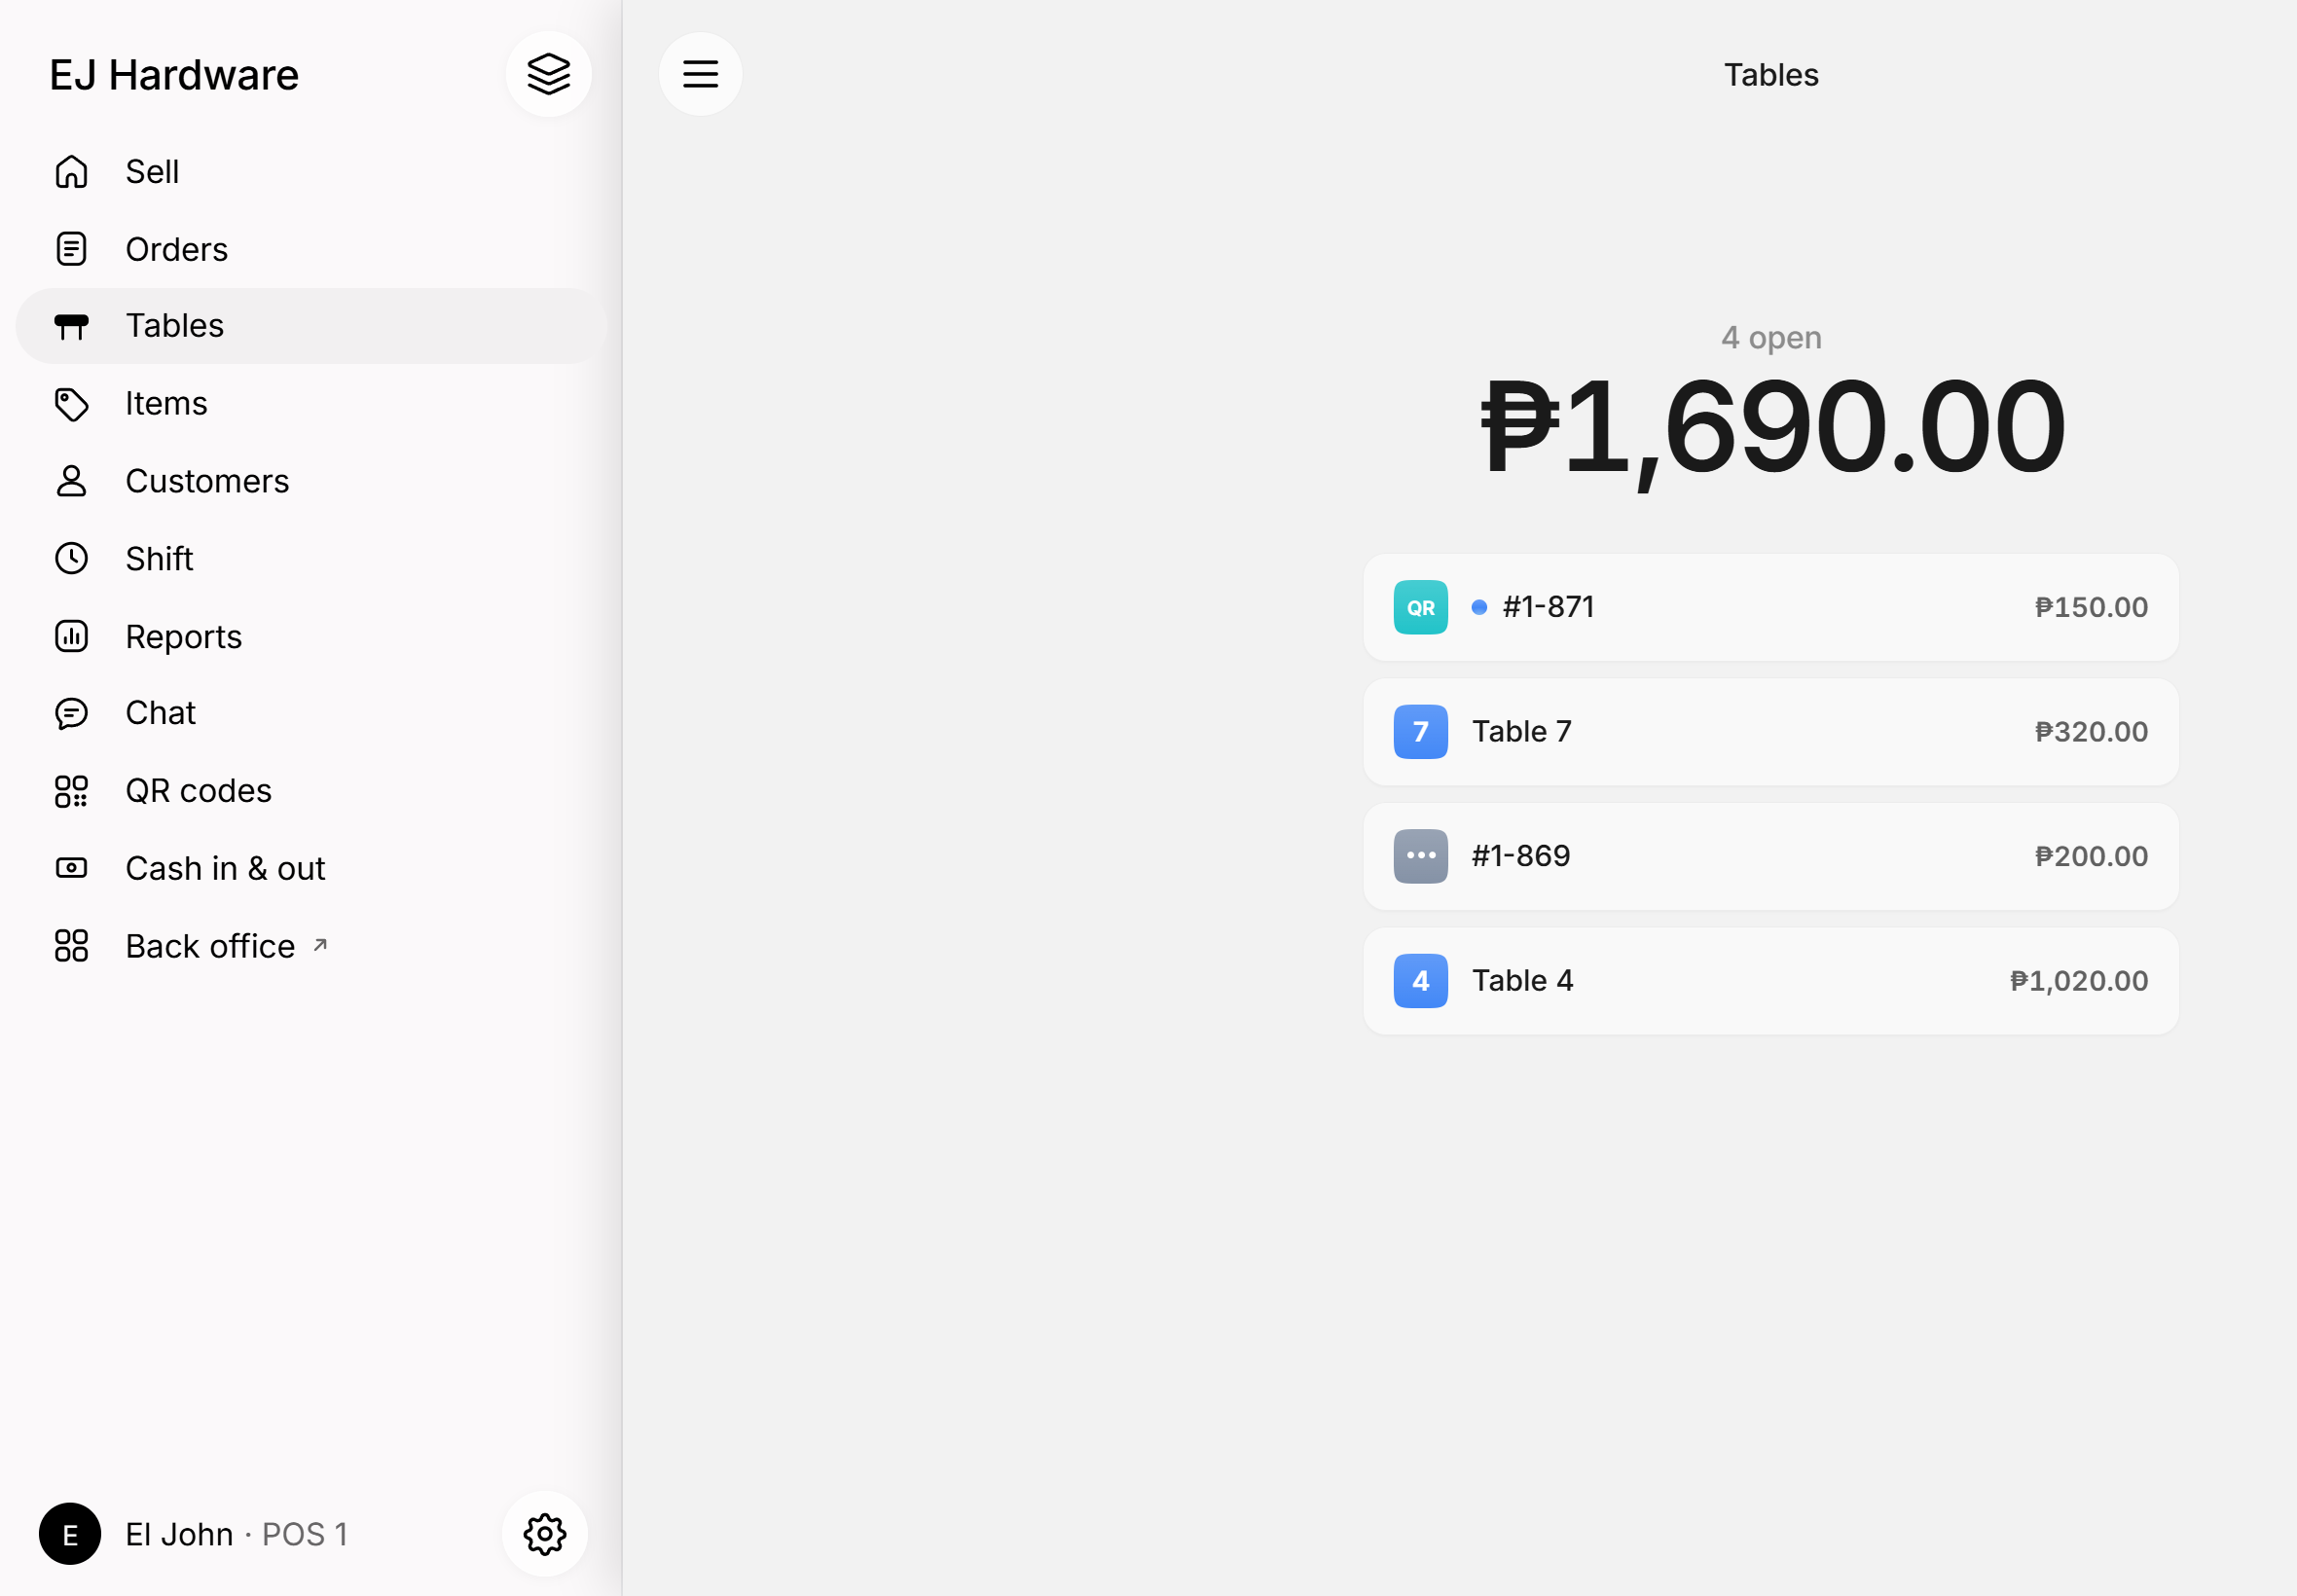 EJ Hardware
Sell
Orders
Tables
Items
Customers
Shift
Reports
Chat
QR codes
Cash in & out
Back office ↗
E El John · POS 1
Tables
4 open
₱1,690.00
QR #1-871 ₱150.00
7 Table 7 ₱320.00
#1-869 ₱200.00
4 Table 4 ₱1,020.00